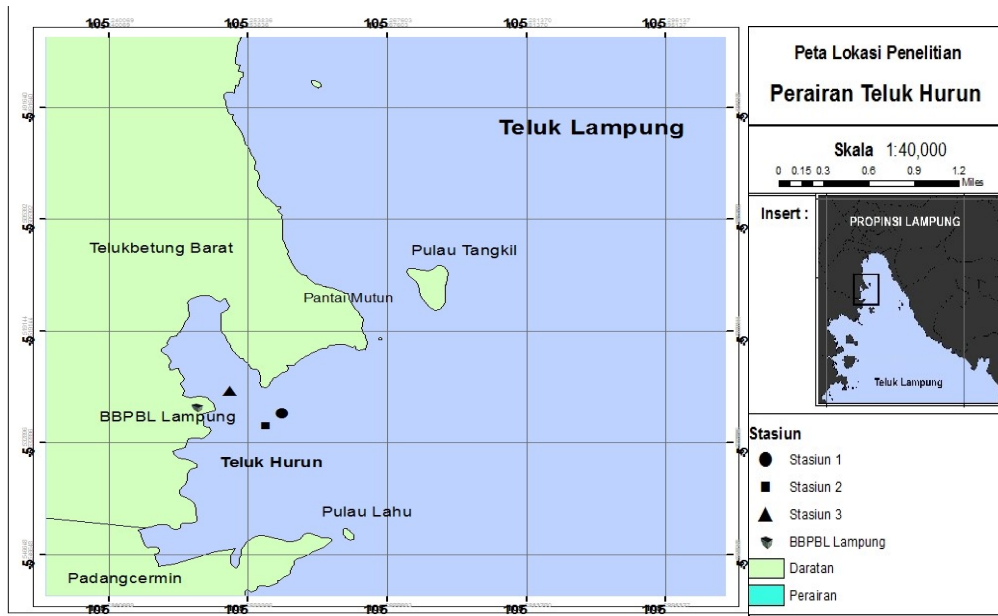 105 105 105 105 105
Teluk Lampung
Telukbetung Barat
Pulau Tangkil
Pantai Mutun
BBPBL Lampung
Teluk Hurun
Pulau Lahu
Padangcermin
105 105 105 105 105
Peta Lokasi Penelitian
Perairan Teluk Hurun
Skala 1:40,000
0 0.15 0.3 0.6 0.9 1.2
Miles
Insert :
PROPINSI LAMPUNG
Teluk Lampung
Stasiun
Stasiun 1
Stasiun 2
Stasiun 3
BBPBL Lampung
Daratan
Perairan